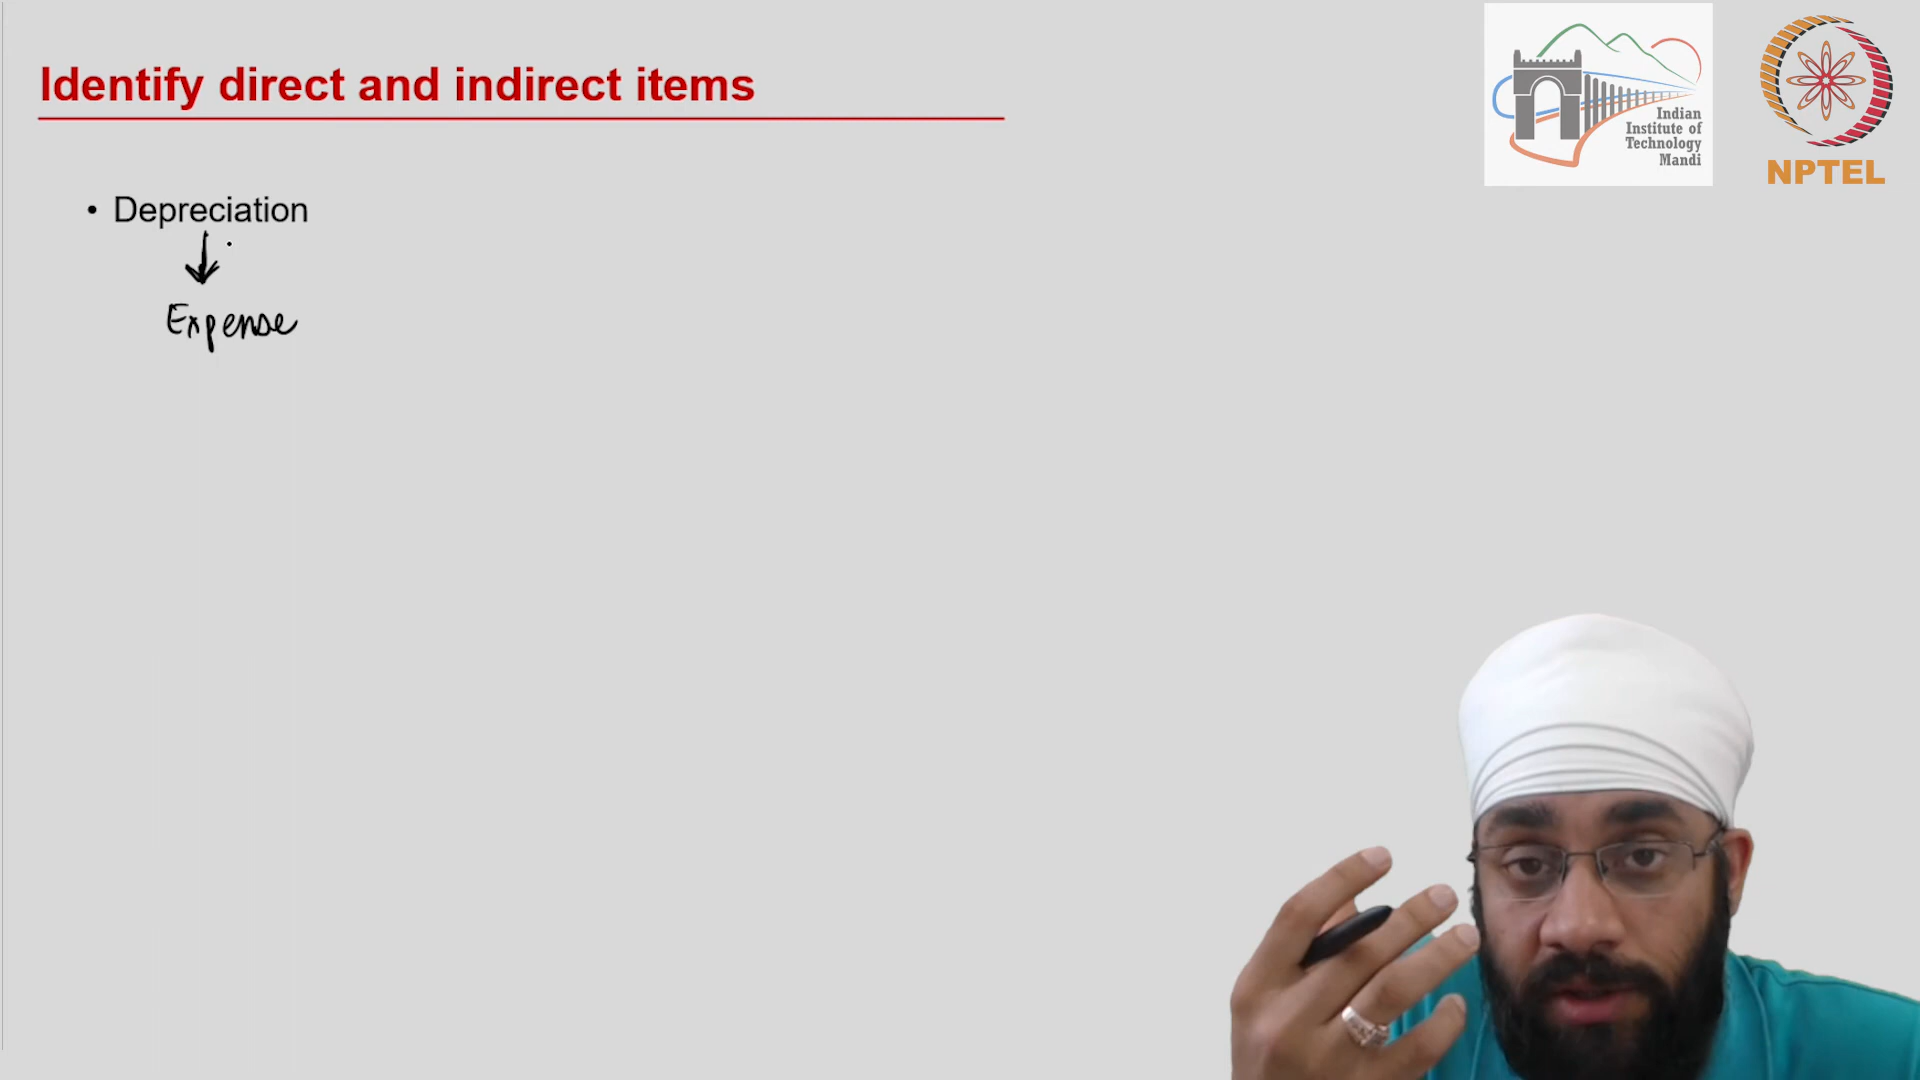 Identify direct and indirect items
Indian
Institute of
Technology
Mandi
NPTEL
• Depreciation
Expense